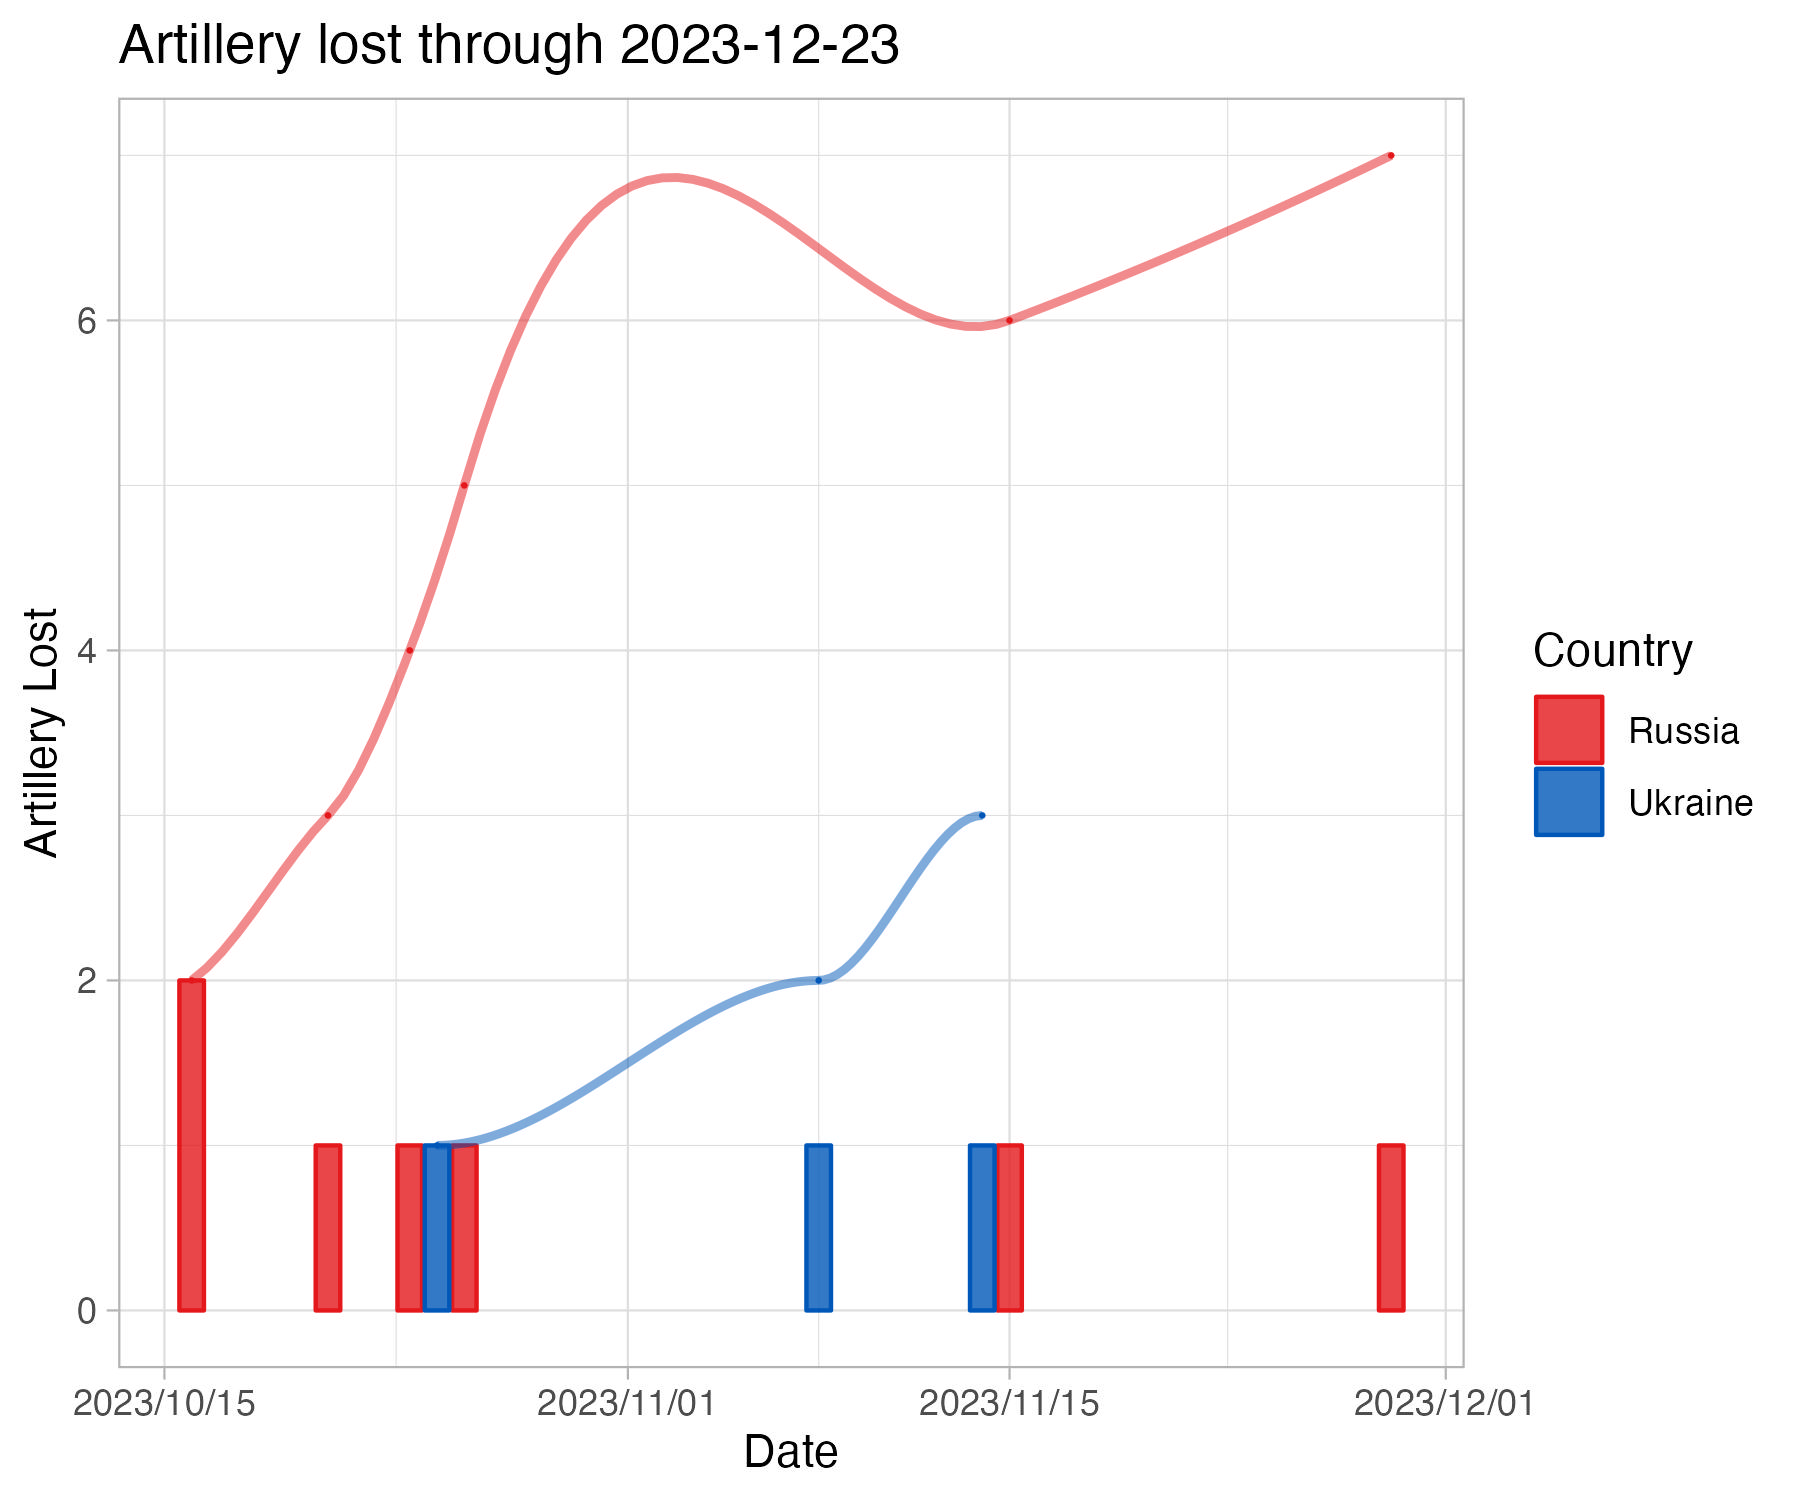 Artillery lost through 2023-12-23
Artillery Lost
6
4
2
0
2023/10/15
2023/11/01
2023/11/15
2023/12/01
Date
Country
Russia
Ukraine